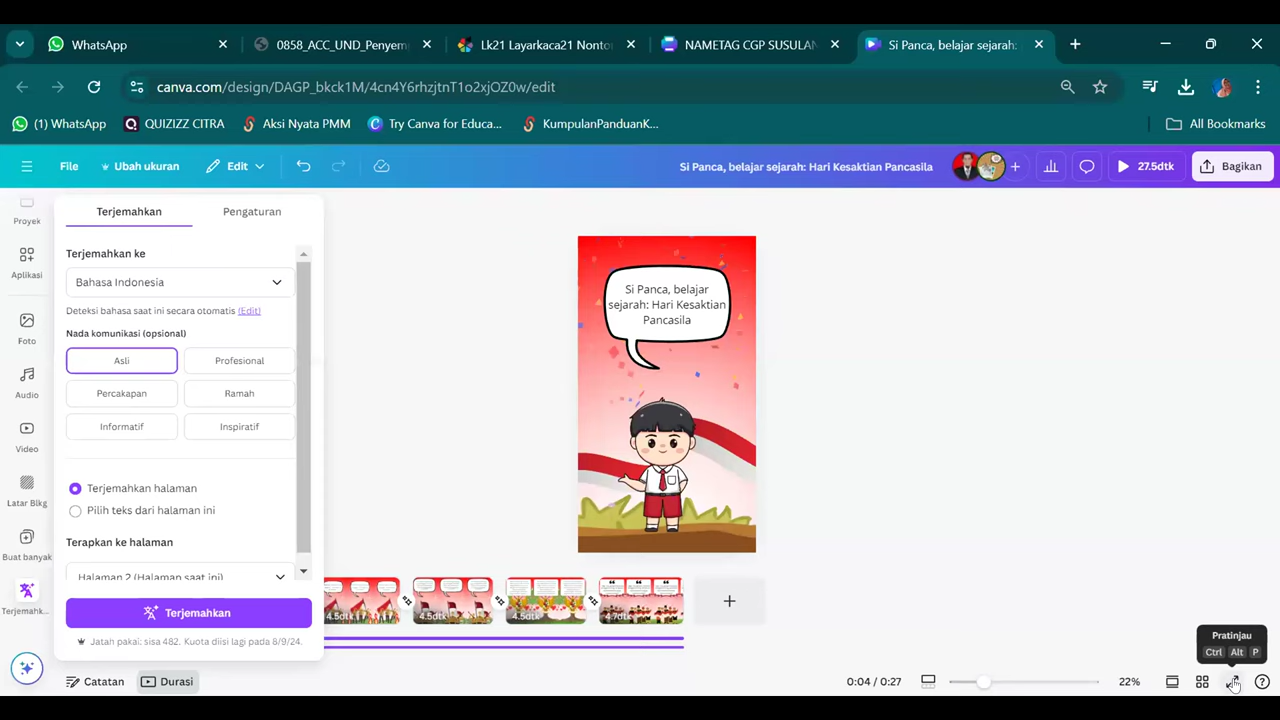 WhatsApp
0858_ACC_UND_Penyem
Lk21 Layarkaca21 Nonto
NAMETAG CGP SUSULAN
Si Panca, belajar sejarah:
canva.com/design/DAGP_bkck1M/4cn4Y6rhzjtnT1o2xjOZ0w/edit
(1) WhatsApp
QUIZIZZ CITRA
Aksi Nyata PMM
Try Canva for Educa...
KumpulanPanduanK...
All Bookmarks
File
Ubah ukuran
Edit
Si Panca, belajar sejarah: Hari Kesaktian Pancasila
27.5dtk
Bagikan
Proyek
Aplikasi
Foto
Audio
Video
Latar Blkg
Buat banyak
Terjemahk...
Terjemahkan
Pengaturan
Terjemahkan ke
Bahasa Indonesia
Deteksi bahasa saat ini secara otomatis (Edit)
Nada komunikasi (opsional)
Asli
Profesional
Percakapan
Ramah
Informatif
Inspiratif
Terjemahkan halaman
Pilih teks dari halaman ini
Terapkan ke halaman
Halaman 2 (Halaman saat ini)
Terjemahkan
Jatah pakai: sisa 482. Kuota diisi lagi pada 8/9/24.
Si Panca, belajar
sejarah: Hari Kesaktian
Pancasila
4.5dtk
4.5dtk
4.7dtk
Pratinjau
Ctrl Alt P
Catatan
Durasi
0:04 / 0:27
22%